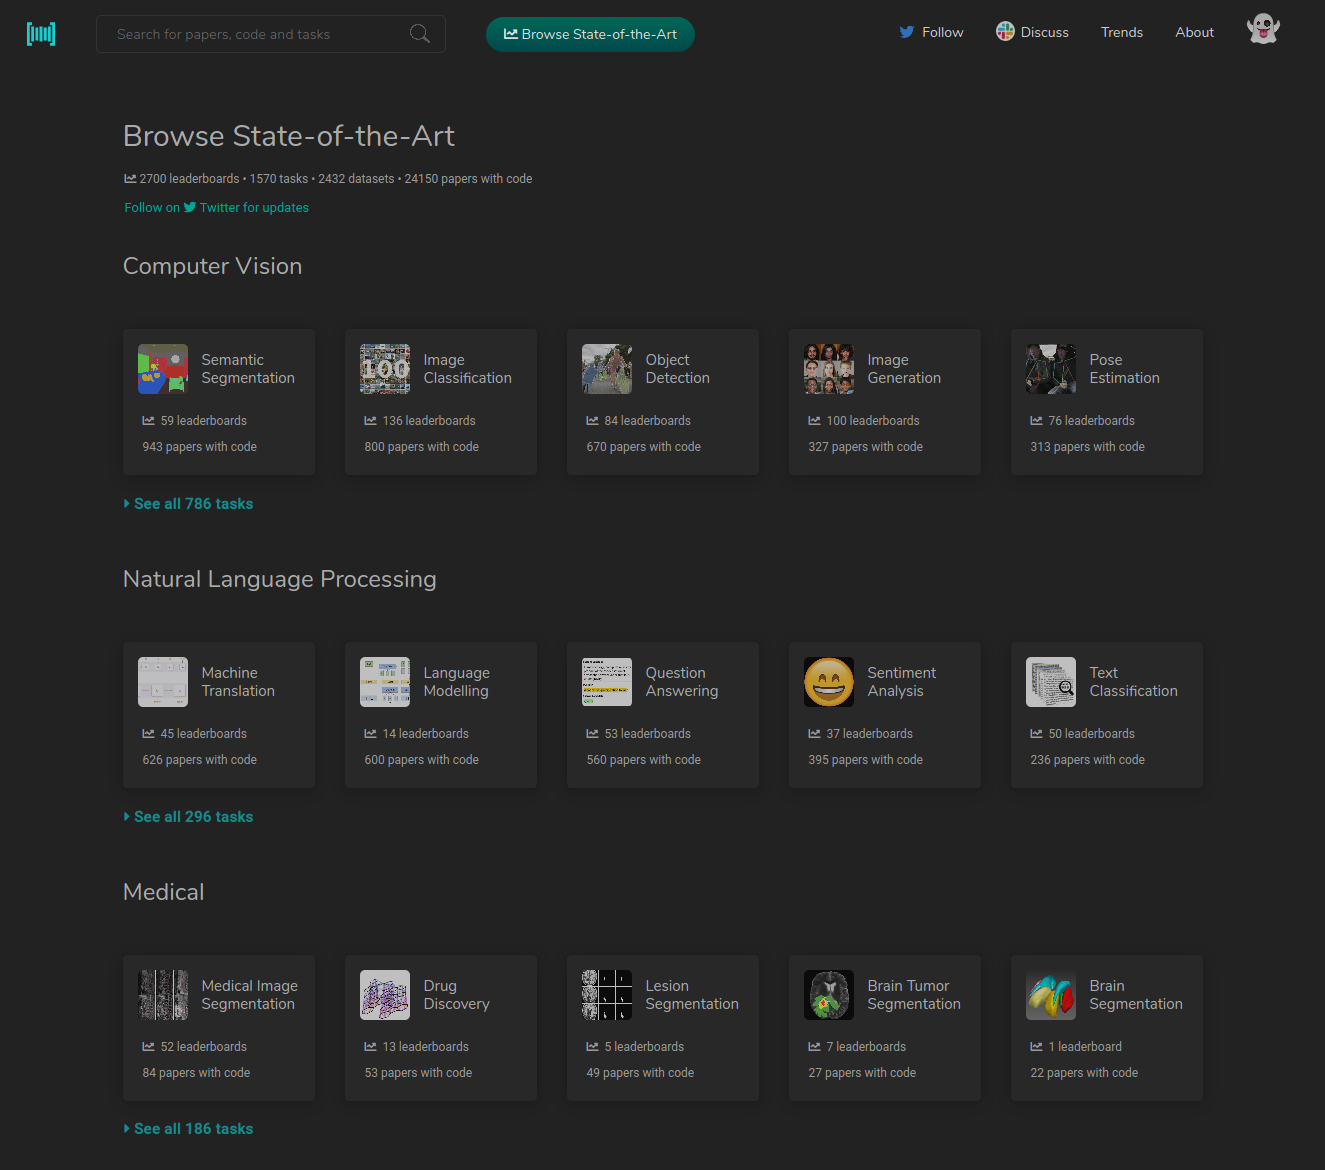 Search for papers, code and tasks
Browse State-of-the-Art
Follow
Discuss
Trends
About
Browse State-of-the-Art
2700 leaderboards • 1570 tasks • 2432 datasets • 24150 papers with code
Follow on Twitter for updates
Computer Vision
Semantic
Segmentation
59 leaderboards
943 papers with code
100
Image
Classification
136 leaderboards
800 papers with code
Object
Detection
84 leaderboards
670 papers with code
Image
Generation
100 leaderboards
327 papers with code
Pose
Estimation
76 leaderboards
313 papers with code
See all 786 tasks
Natural Language Processing
Machine
Translation
45 leaderboards
626 papers with code
Language
Modelling
14 leaderboards
600 papers with code
Question
Answering
53 leaderboards
560 papers with code
Sentiment
Analysis
37 leaderboards
395 papers with code
Text
Classification
50 leaderboards
236 papers with code
See all 296 tasks
Medical
Medical Image
Segmentation
52 leaderboards
84 papers with code
Drug
Discovery
13 leaderboards
53 papers with code
Lesion
Segmentation
5 leaderboards
49 papers with code
Brain Tumor
Segmentation
7 leaderboards
27 papers with code
Brain
Segmentation
1 leaderboard
22 papers with code
See all 186 tasks